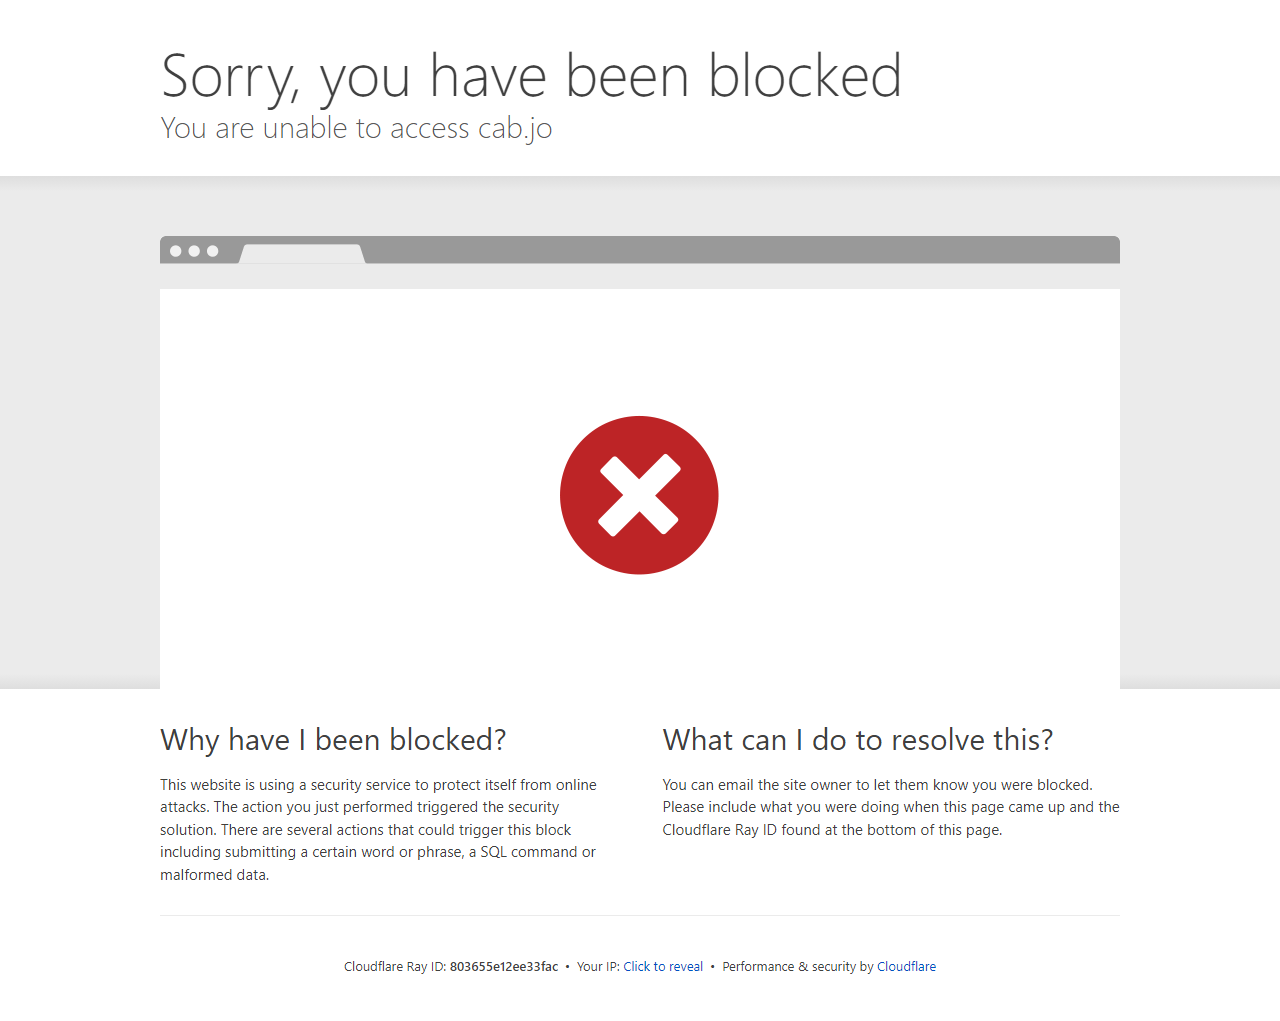 Sorry, you have been blocked
You are unable to access cab.jo
Why have I been blocked?
This website is using a security service to protect itself from online
attacks. The action you just performed triggered the security
solution. There are several actions that could trigger this block
including submitting a certain word or phrase, a SQL command or
malformed data.
What can I do to resolve this?
You can email the site owner to let them know you were blocked.
Please include what you were doing when this page came up and the
Cloudflare Ray ID found at the bottom of this page.
Cloudflare Ray ID: 803655e12ee33fac • Your IP: Click to reveal • Performance & security by Cloudflare